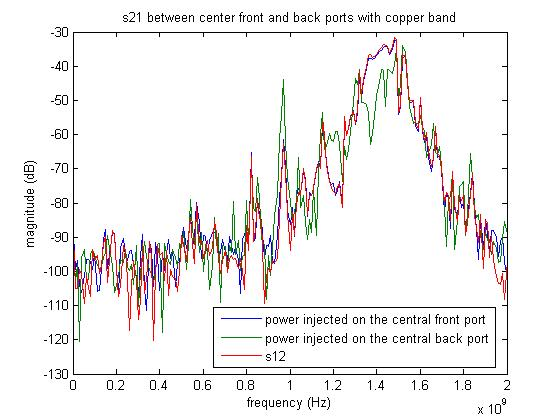 s21 between center front and back ports with copper band
-30
-40
-50
-60
-70
-80
-90
-100
-110
-120
-130
magnitude (dB)
power injected on the central front port
power injected on the central back port
s12
0 0.2 0.4 0.6 0.8 1 1.2 1.4 1.6 1.8 2
frequency (Hz)
x 10^9